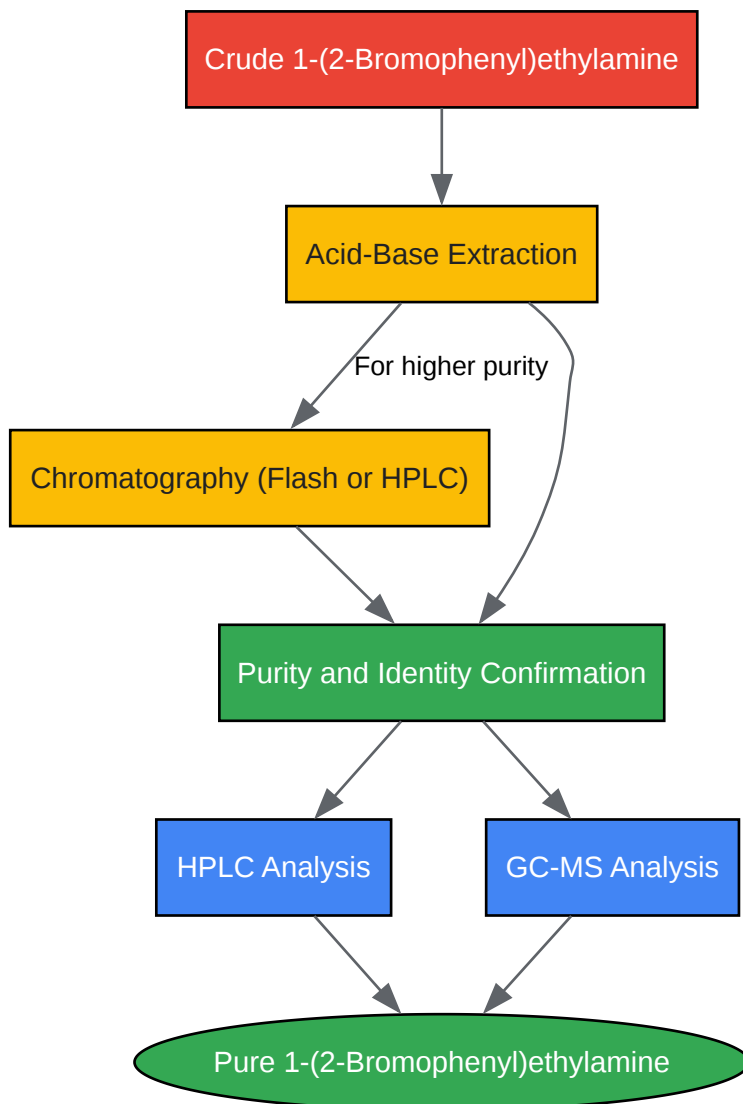 Crude 1-(2-Bromophenyl)ethylamine
Acid-Base Extraction
For higher purity
Chromatography (Flash or HPLC)
Purity and Identity Confirmation
HPLC Analysis
GC-MS Analysis
Pure 1-(2-Bromophenyl)ethylamine